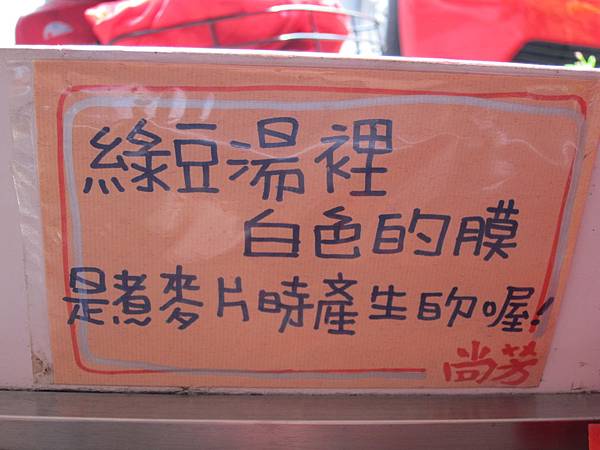 綠豆湯裡
白色的膜
是煮麥片時產生的喔!
尚芳